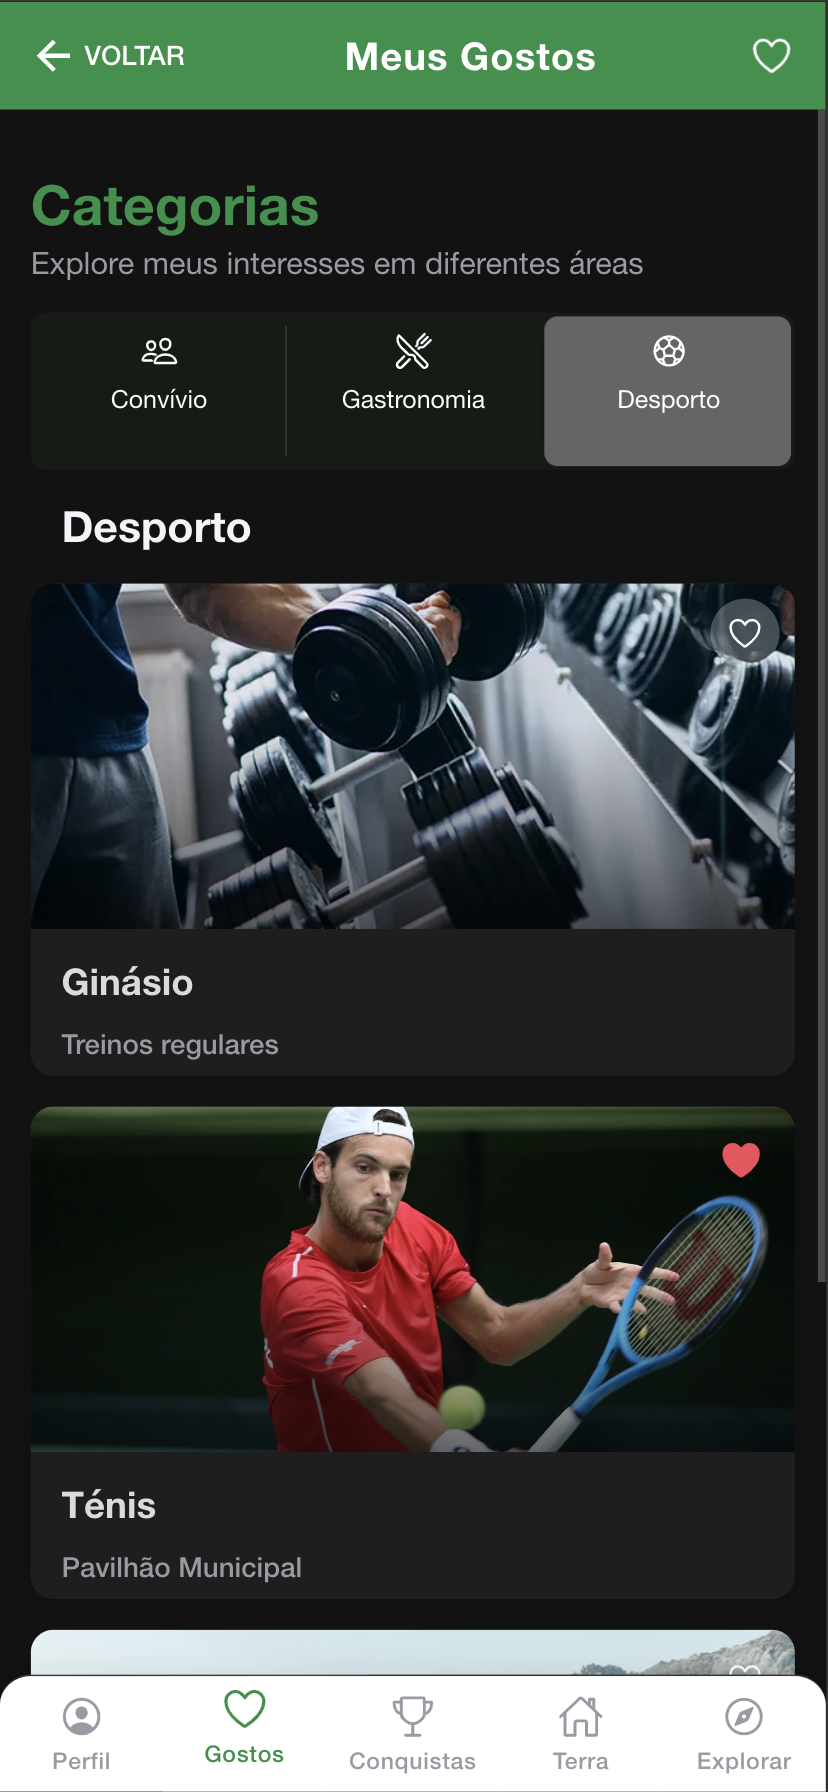 VOLTAR
Meus Gostos
Categorias
Explore meus interesses em diferentes áreas
Convívio
Gastronomia
Desporto
Desporto
Ginásio
Treinos regulares
Ténis
Pavilhão Municipal
Perfil
Gostos
Conquistas
Terra
Explorar